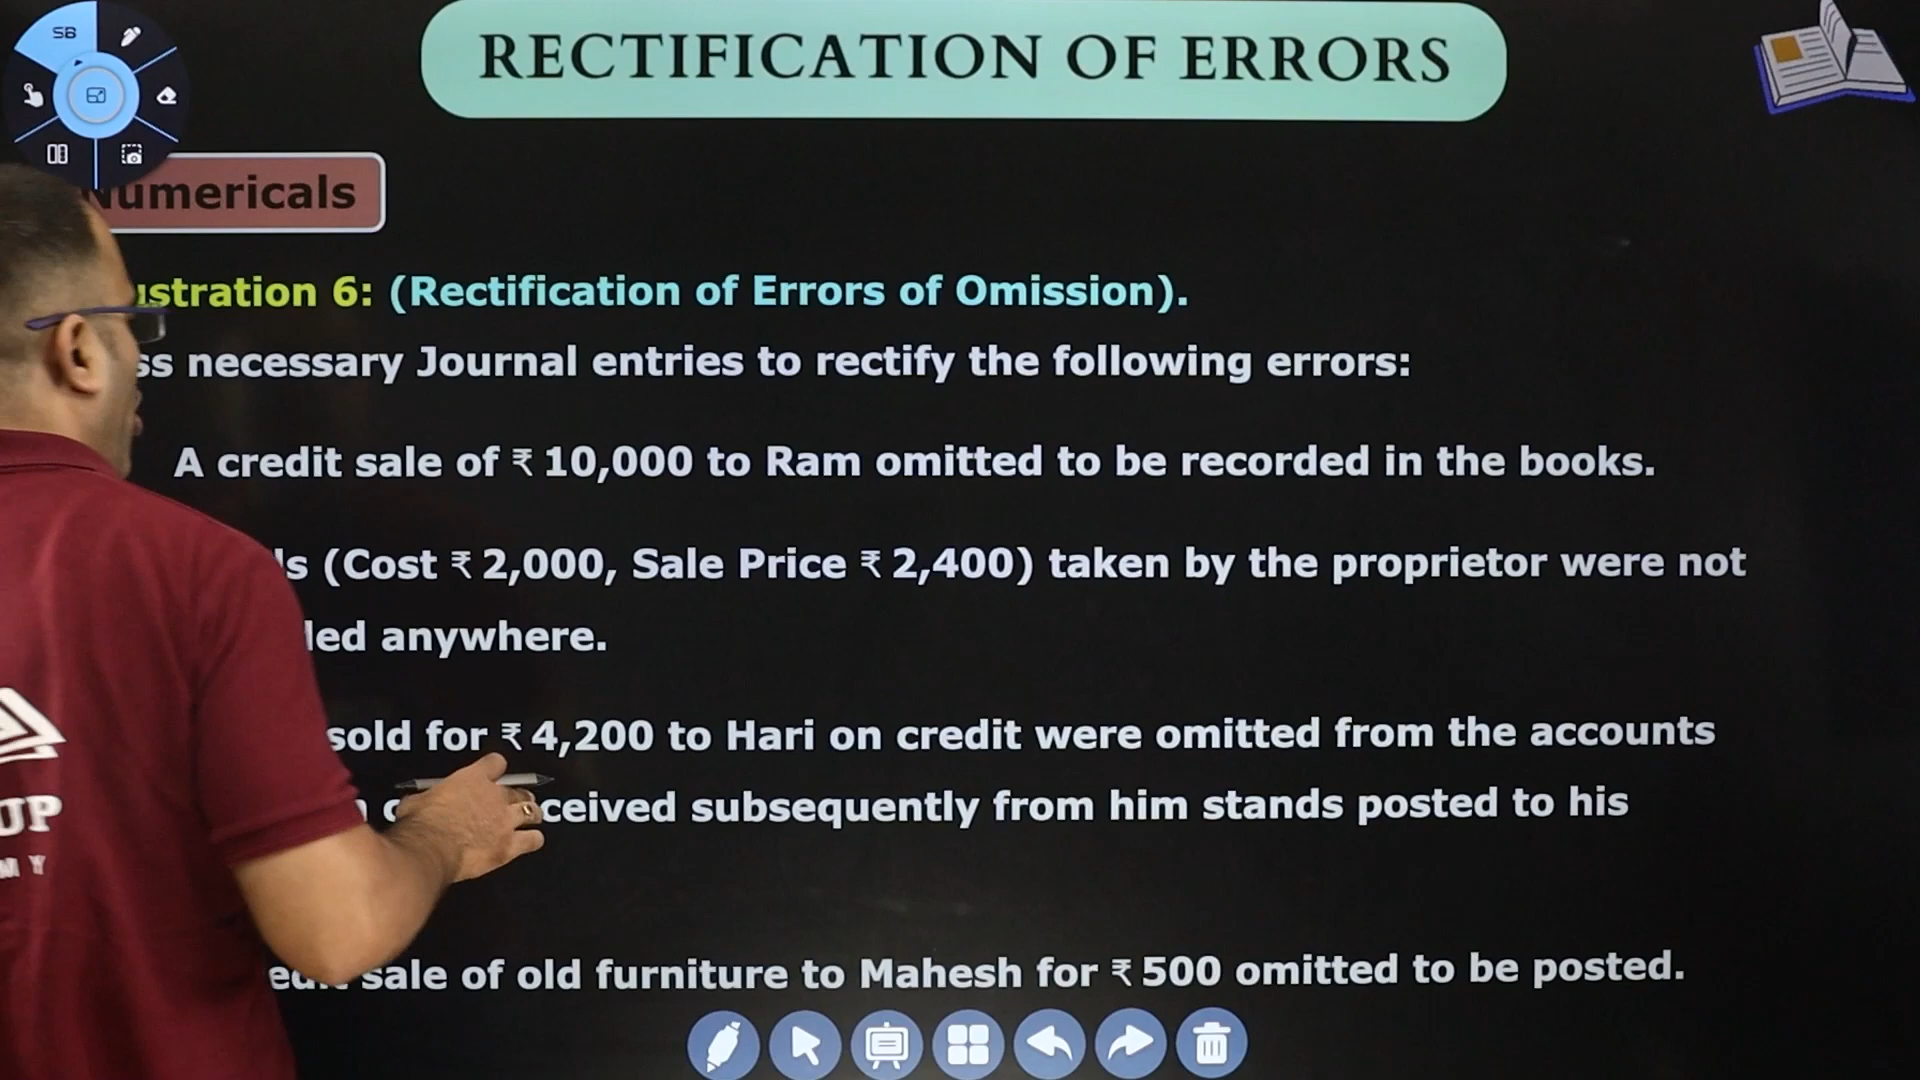 SB
RECTIFICATION OF ERRORS
Numericals
ustration 6: (Rectification of Errors of Omission).
ss necessary Journal entries to rectify the following errors:
A credit sale of ₹ 10,000 to Ram omitted to be recorded in the books.
ls (Cost ₹ 2,000, Sale Price ₹ 2,400) taken by the proprietor were not
led anywhere.
sold for ₹ 4,200 to Hari on credit were omitted from the accounts
ceived subsequently from him stands posted to his
sale of old furniture to Mahesh for ₹ 500 omitted to be posted.
UP
M Y